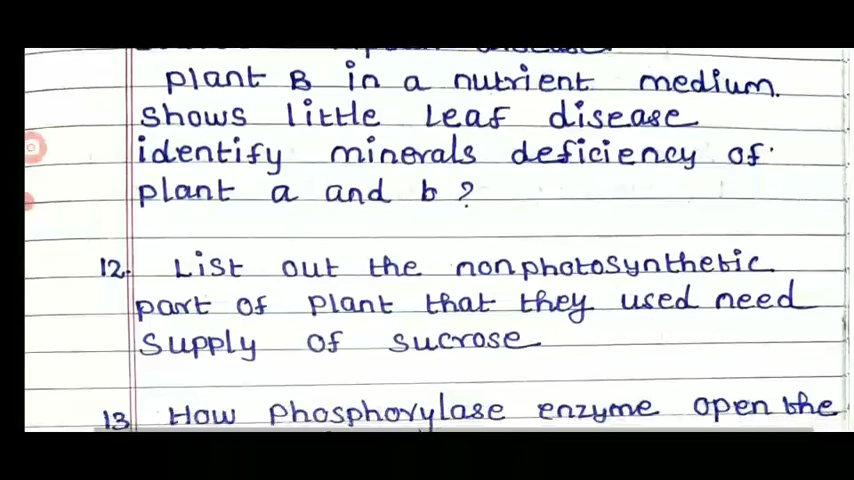 disease
plant B in a nutrient medium.
shows little Leaf disease
identify minerals deficiency of
plant a and b ?
12. List out the nonphotosynthetic
part of plant that they used need
supply of sucrose
13 How phosphorylase enzyme open the